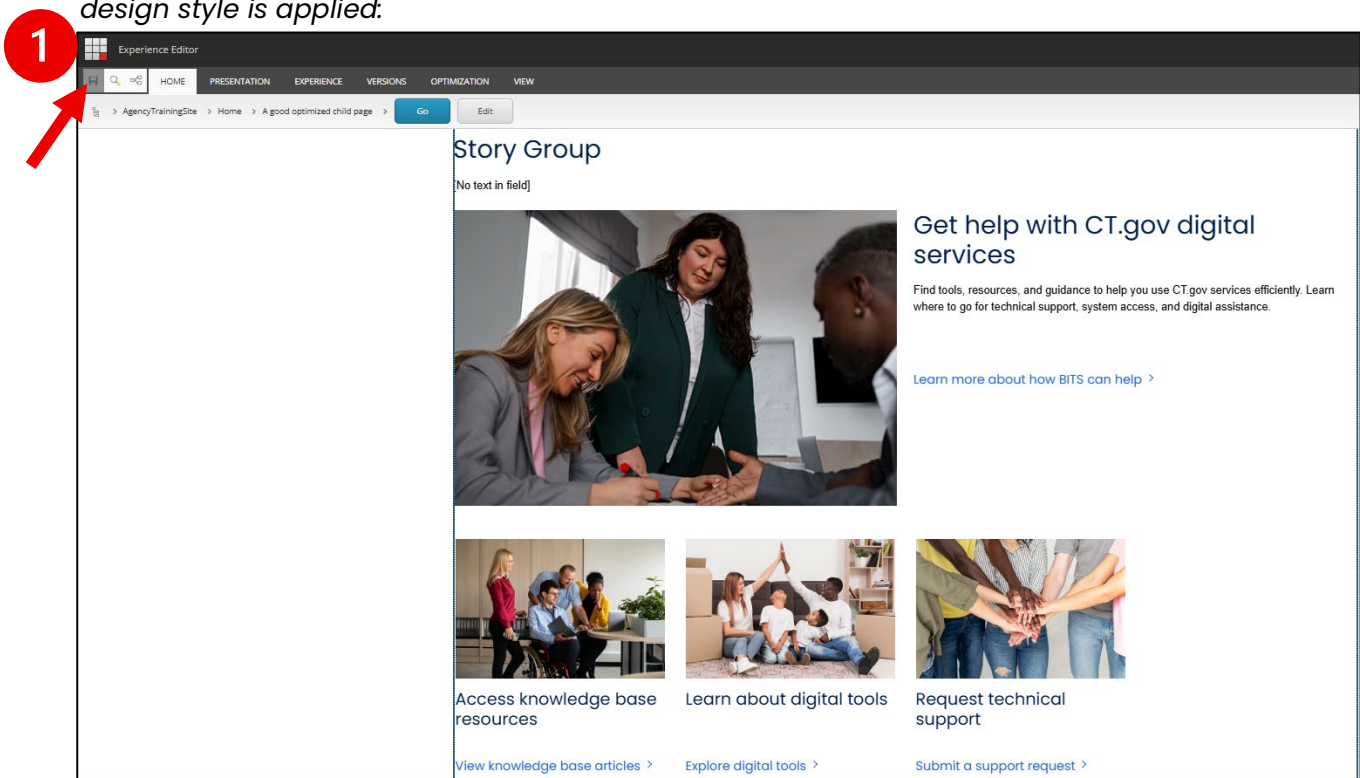 design style is applied:
1
Experience Editor
HOME PRESENTATION EXPERIENCE VERSIONS OPTIMIZATION VIEW
> AgencyTrainingSite > Home > A good optimized child page > Go Edit
Story Group
[No text in field]
Get help with CT.gov digital
services
Find tools, resources, and guidance to help you use CT.gov services efficiently. Learn
where to go for technical support, system access, and digital assistance.
Learn more about how BITS can help >
Access knowledge base
resources
View knowledge base articles >
Learn about digital tools
Explore digital tools >
Request technical
support
Submit a support request >